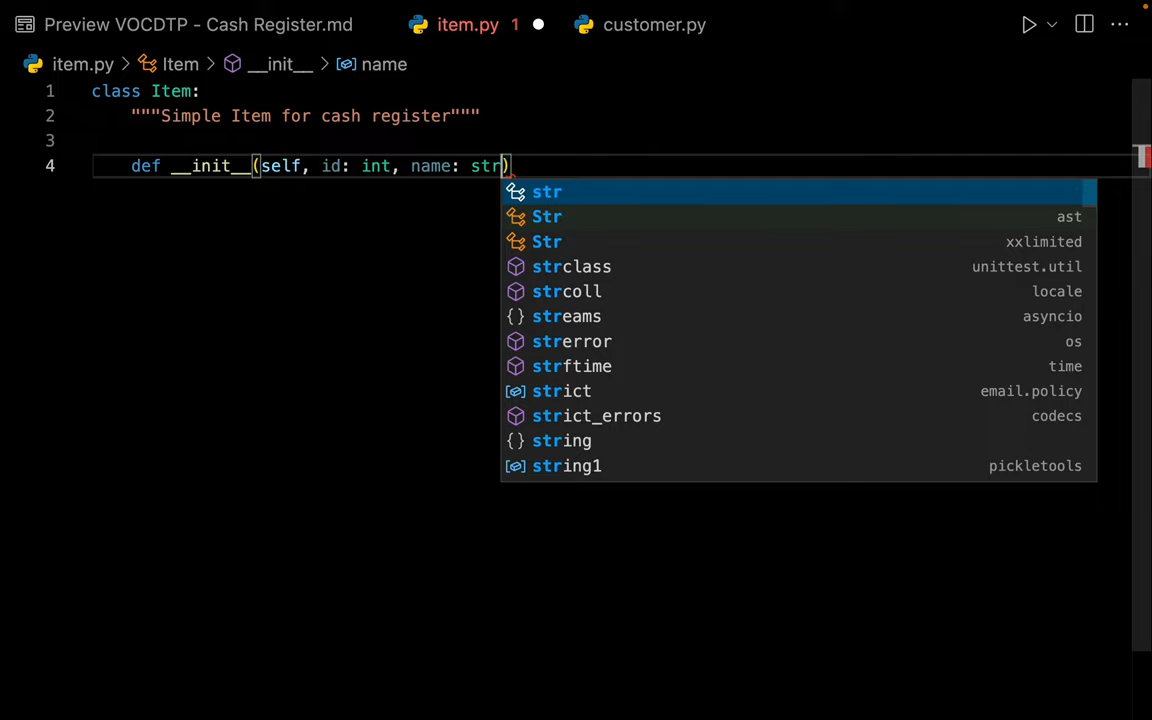 Preview VOCDTP - Cash Register.md item.py 1 customer.py
item.py > Item > __init__ > name
1 class Item:
2 """Simple Item for cash register"""
3
4 def __init__(self, id: int, name: str)
str
Str ast
Str xxlimited
strclass unittest.util
strcoll locale
streams asyncio
strerror os
strftime time
strict email.policy
strict_errors codecs
string
string1 pickletools